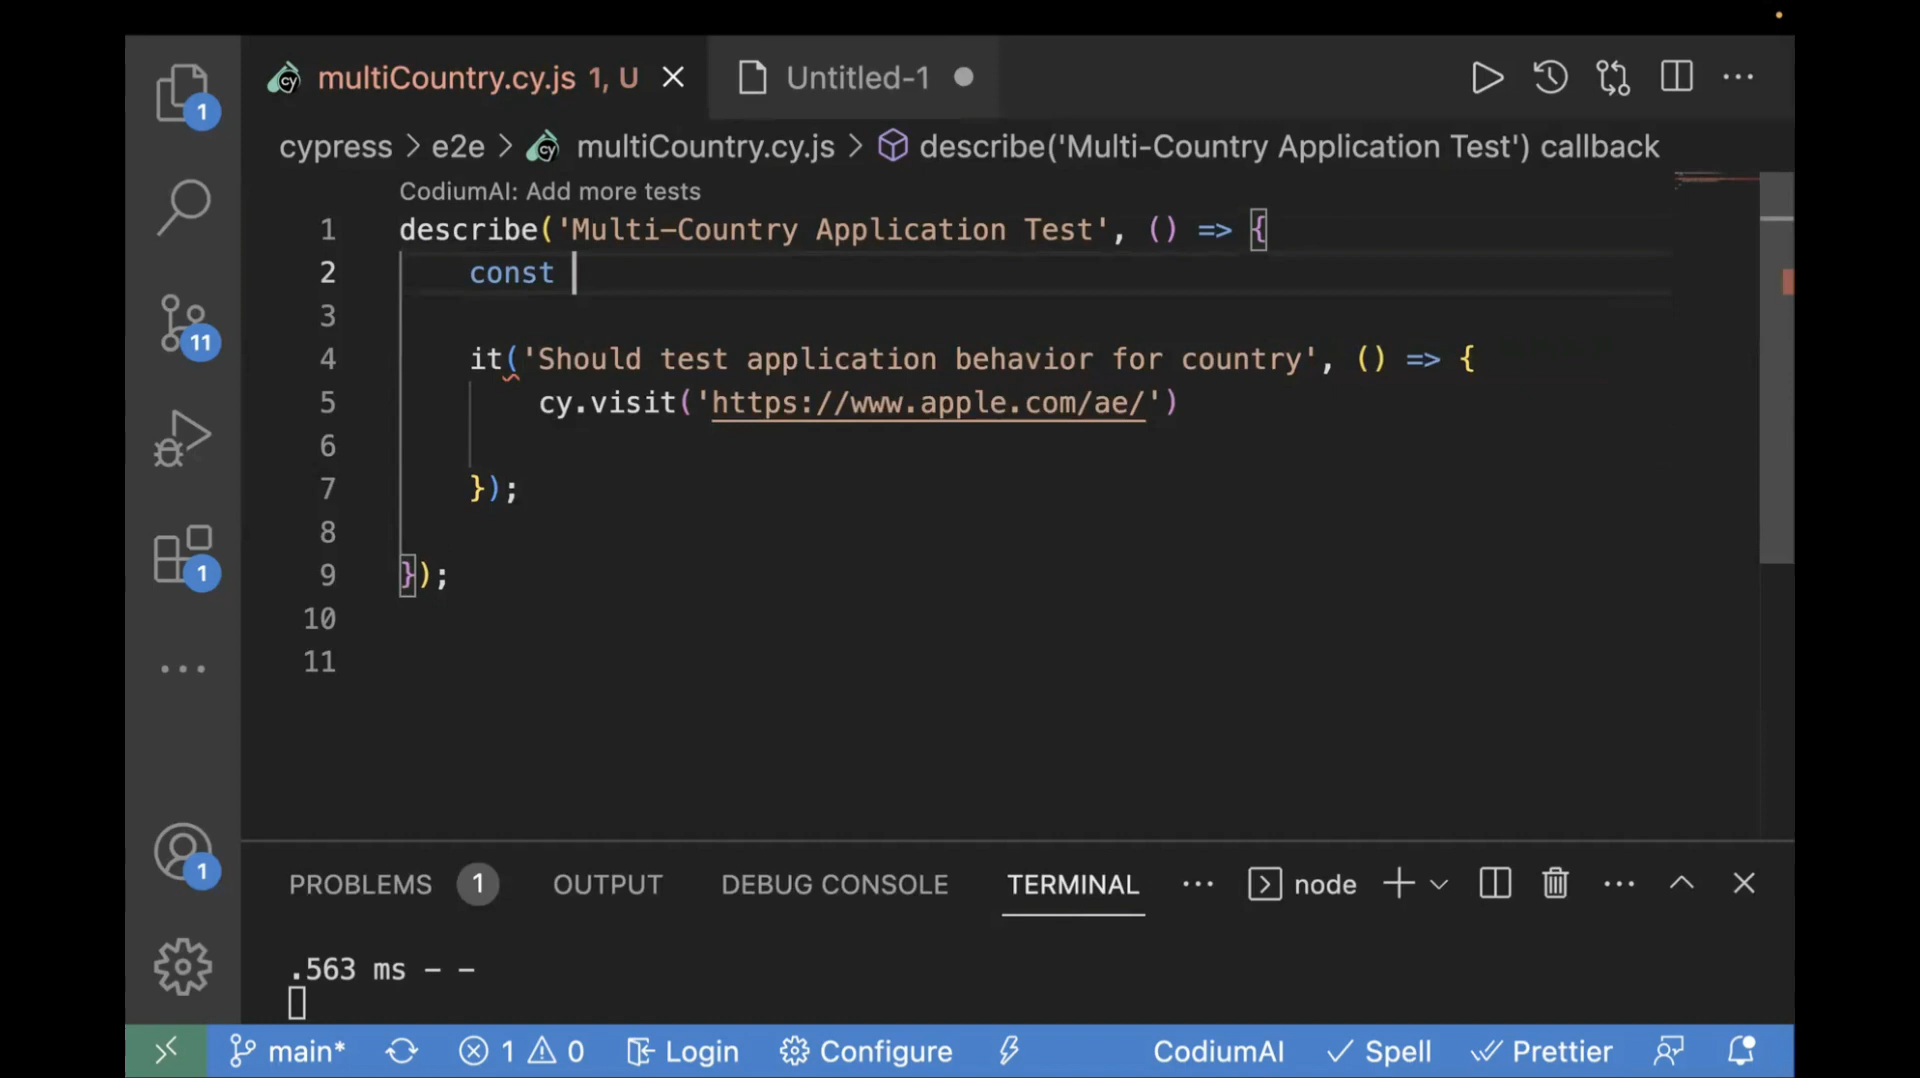 multiCountry.cy.js 1, U
Untitled-1
cypress > e2e > multiCountry.cy.js > describe('Multi-Country Application Test') callback
CodiumAI: Add more tests
1 describe('Multi-Country Application Test', () => {
2 const
3
4 it('Should test application behavior for country', () => {
5 cy.visit('https://www.apple.com/ae/')
6
7 });
8
9 });
10
11
1
11
1
1
PROBLEMS 1 OUTPUT DEBUG CONSOLE TERMINAL ··· node
.563 ms - -
main* 1 0 Login Configure CodiumAI Spell Prettier